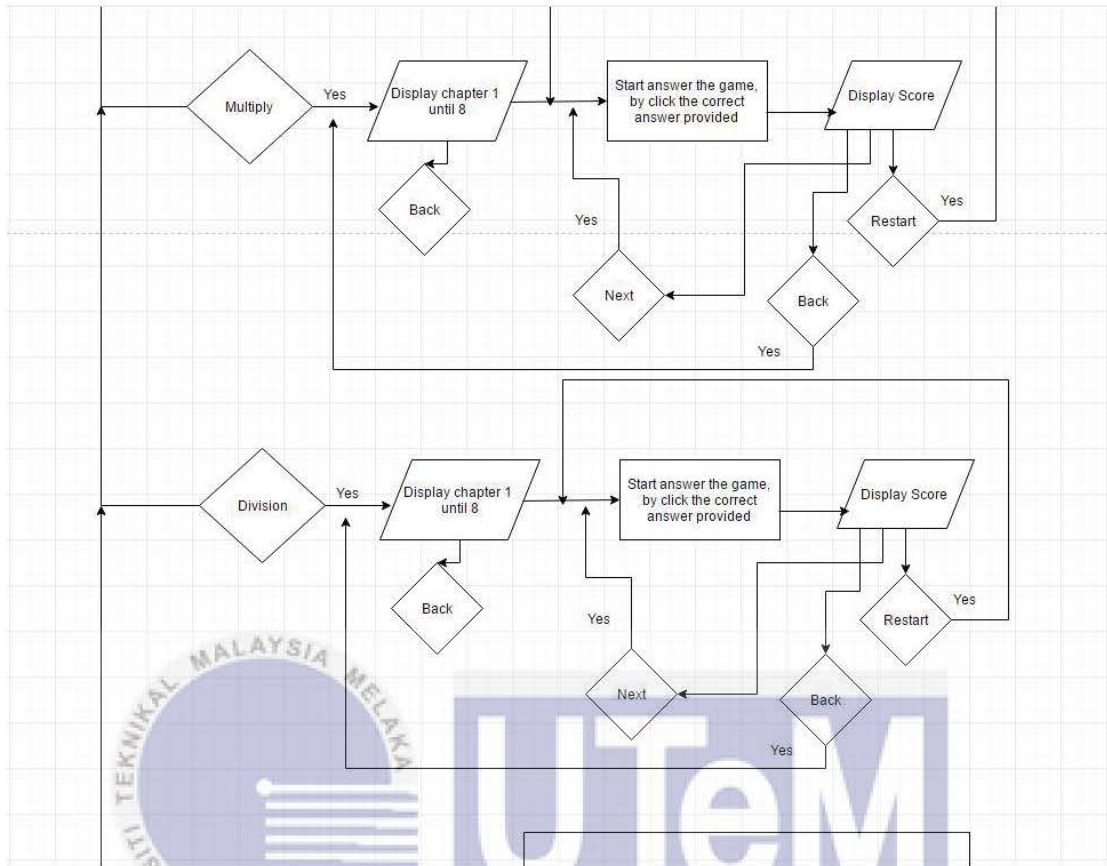 Multiply
Yes
Display chapter 1
until 8
Start answer the game,
by click the correct
answer provided
Display Score
Back
Yes
Restart
Yes
Next
Back
Yes
Division
Yes
Display chapter 1
until 8
Start answer the game,
by click the correct
answer provided
Display Score
Back
Yes
Restart
Yes
Next
Back
Yes
SITI TEKNIKAL MALAYSIA MELAKA
UTeM